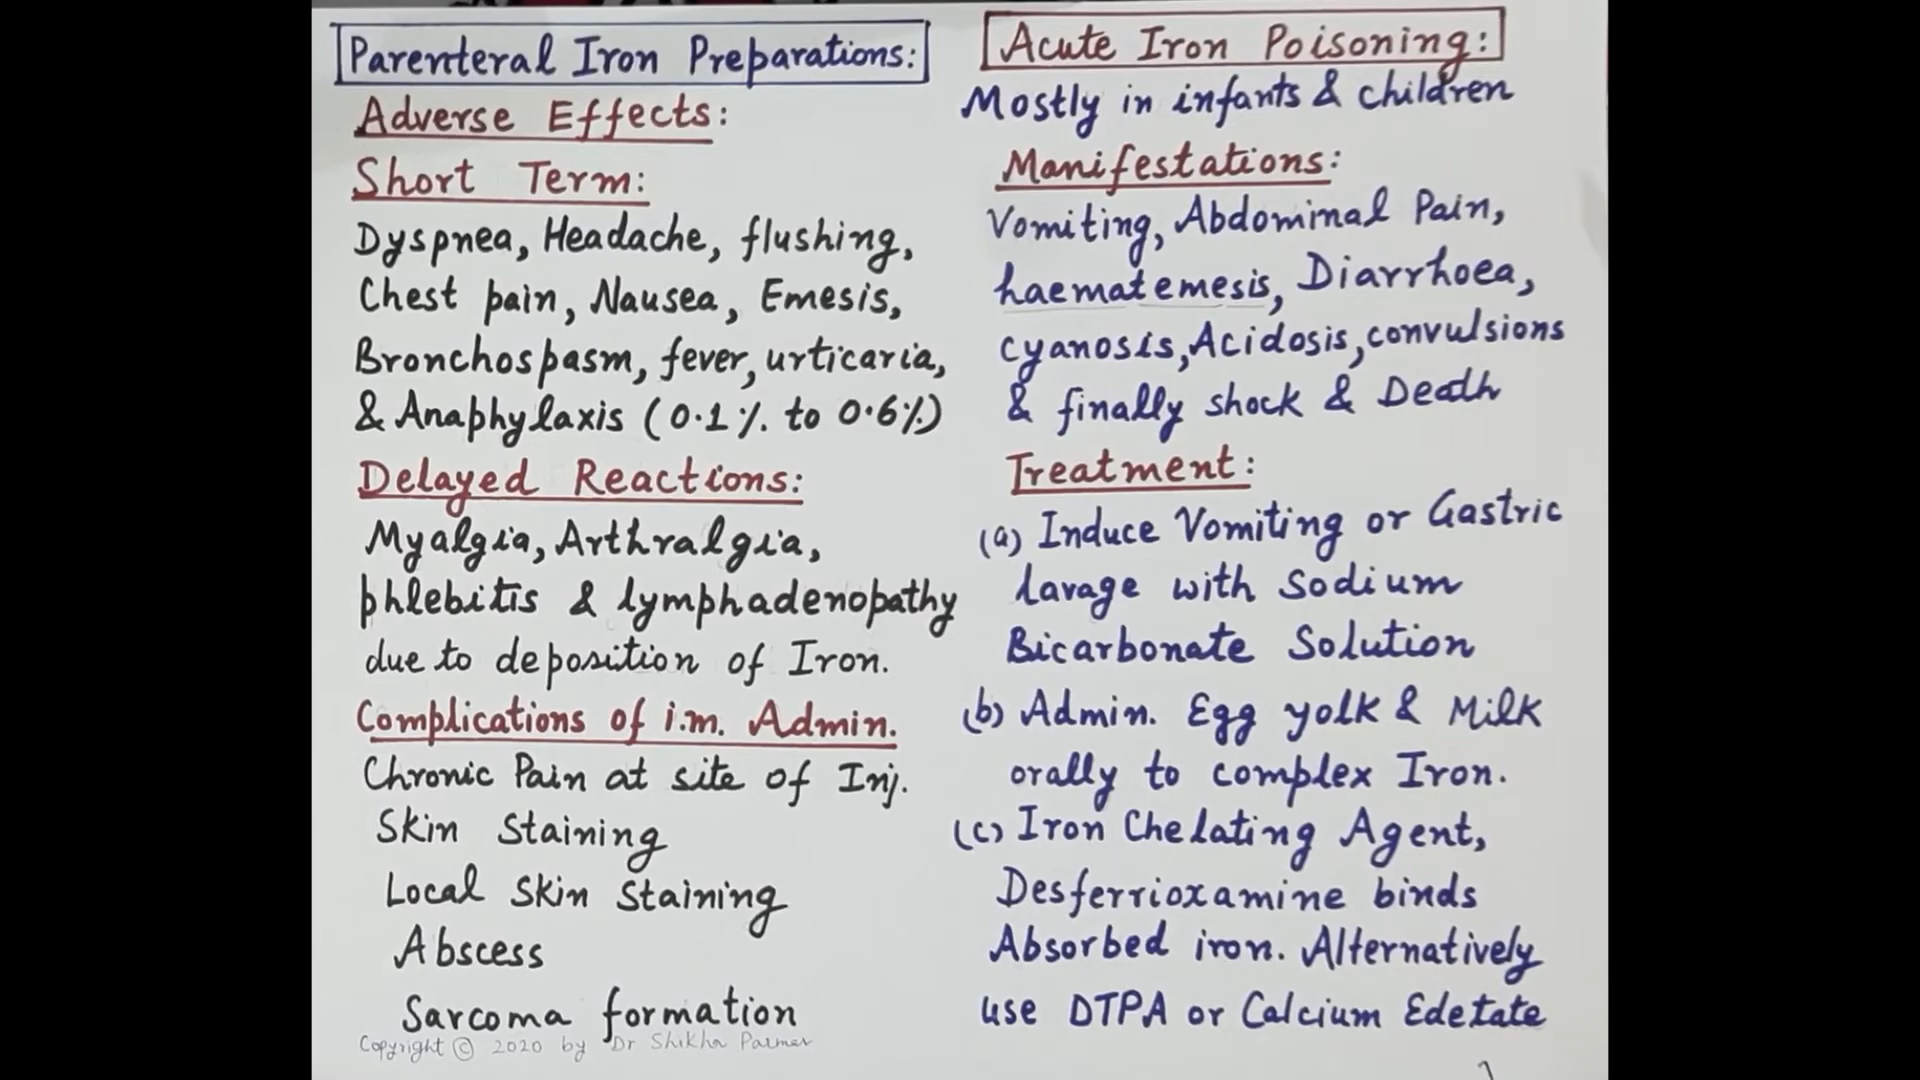 Parenteral Iron Preparations:
Adverse Effects:
Short Term:
Dyspnea, Headache, flushing,
Chest pain, Nausea, Emesis,
Bronchospasm, fever, urticaria,
& Anaphylaxis (0.1%. to 0.6%)
Delayed Reactions:
Myalgia, Arthralgia,
phlebitis & lymphadenopathy
due to deposition of Iron.
Complications of i.m. Admin.
Chronic Pain at site of Inj.
Skin Staining
Local Skin Staining
Abscess
Sarcoma formation
Copyright © 2020 by Dr Shikha Parmar
Acute Iron Poisoning:
Mostly in infants & children
Manifestations:
Vomiting, Abdominal Pain,
haematemesis, Diarrhoea,
cyanosis, Acidosis, convulsions
& finally shock & Death
Treatment:
(a) Induce Vomiting or Gastric
lavage with Sodium
Bicarbonate Solution
(b) Admin. Egg yolk & Milk
orally to complex Iron.
(c) Iron Chelating Agent,
Desferrioxamine binds
Absorbed iron. Alternatively
use DTPA or Calcium Edetate